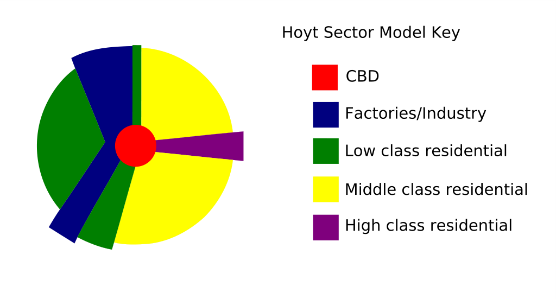 Hoyt Sector Model Key
CBD
Factories/Industry
Low class residential
Middle class residential
High class residential